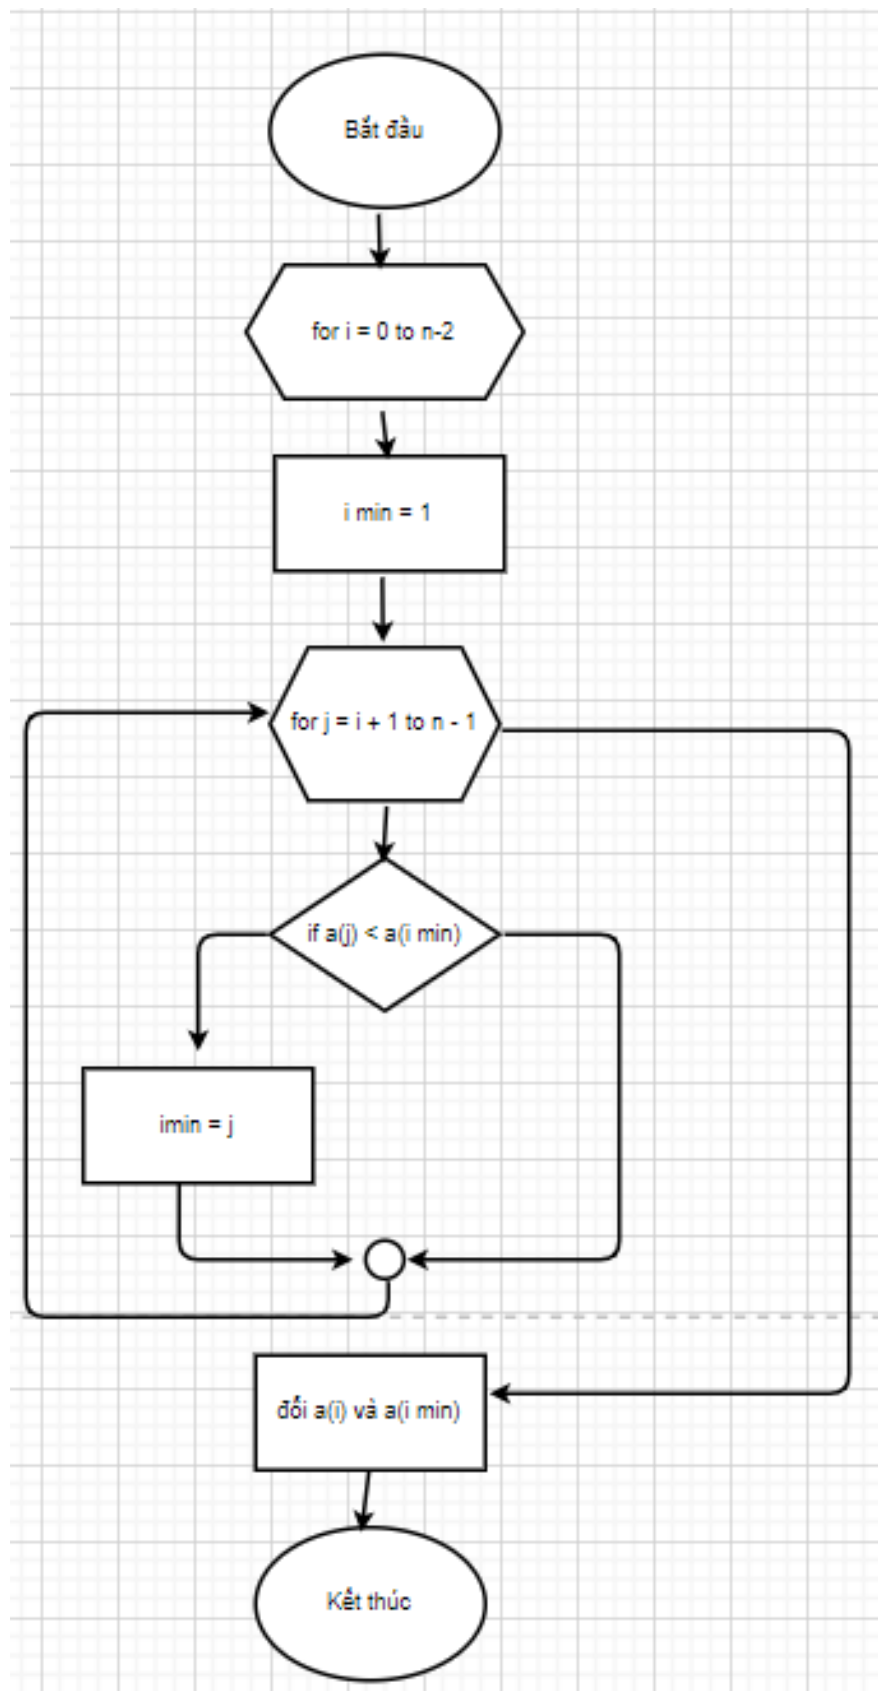 Bắt đầu
for i = 0 to n-2
i min = 1
for j = i + 1 to n - 1
if a(j) < a(i min)
imin = j
đổi a(i) và a(i min)
Kết thúc